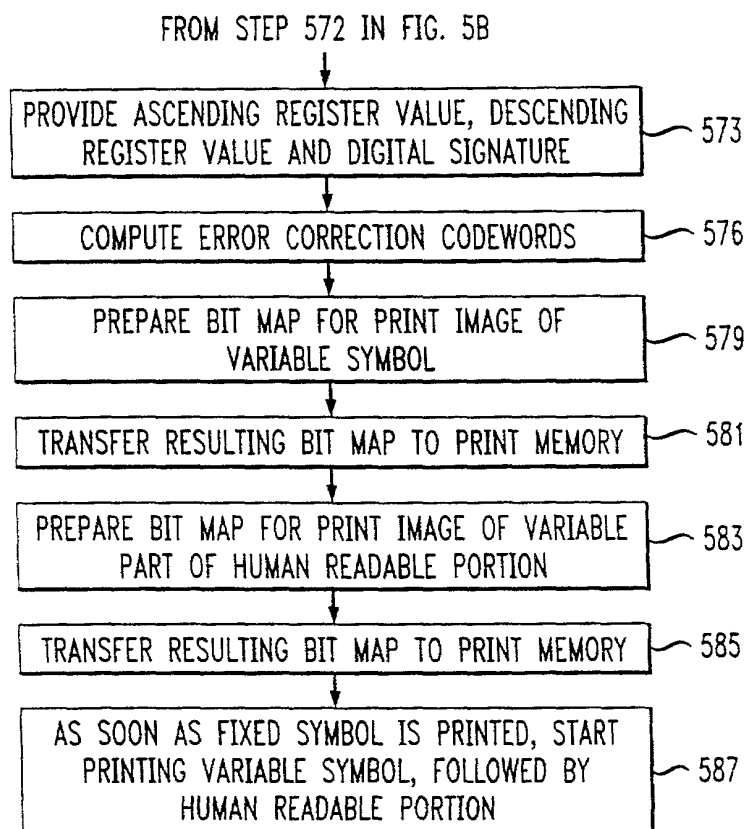 FROM STEP 572 IN FIG. 5B
PROVIDE ASCENDING REGISTER VALUE, DESCENDING
REGISTER VALUE AND DIGITAL SIGNATURE
573
COMPUTE ERROR CORRECTION CODEWORDS
576
PREPARE BIT MAP FOR PRINT IMAGE OF
VARIABLE SYMBOL
579
TRANSFER RESULTING BIT MAP TO PRINT MEMORY
581
PREPARE BIT MAP FOR PRINT IMAGE OF VARIABLE
PART OF HUMAN READABLE PORTION
583
TRANSFER RESULTING BIT MAP TO PRINT MEMORY
585
AS SOON AS FIXED SYMBOL IS PRINTED, START
PRINTING VARIABLE SYMBOL, FOLLOWED BY
HUMAN READABLE PORTION
587